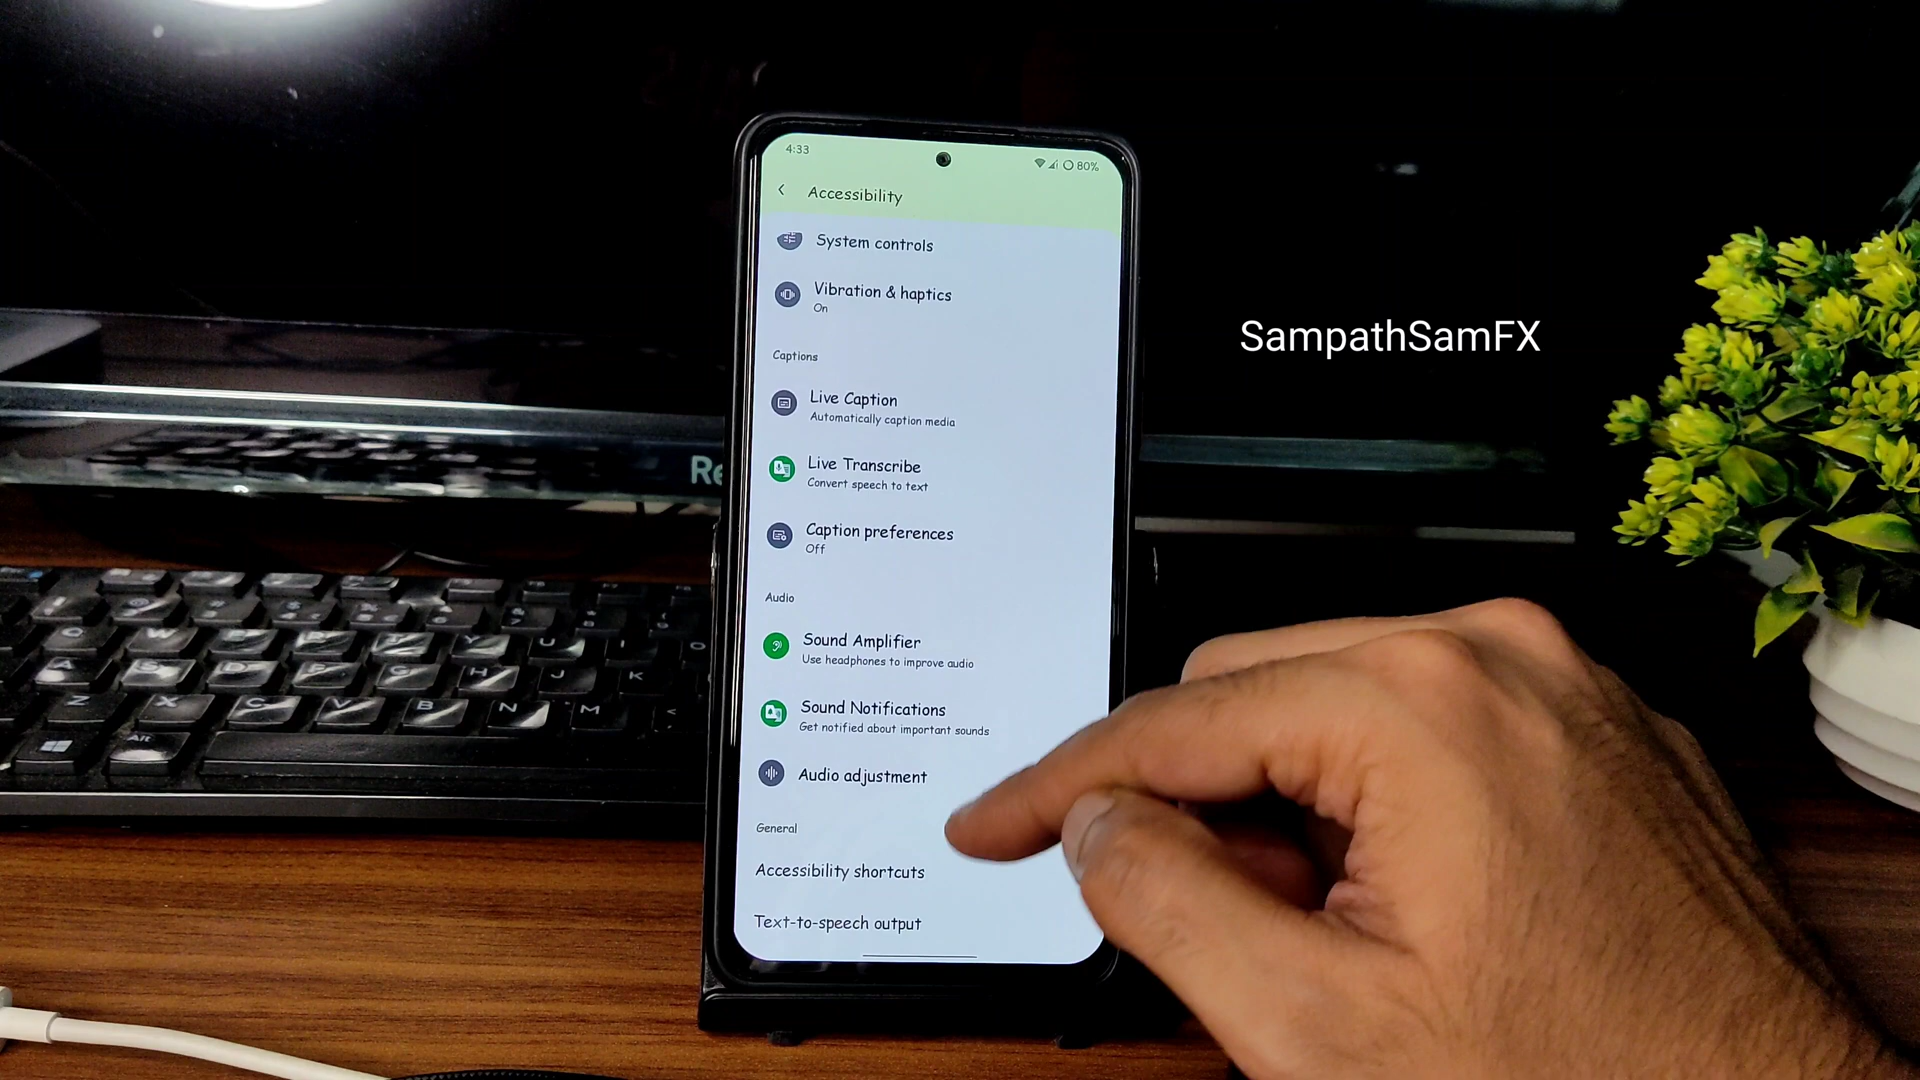 4:33
80%
Accessibility
System controls
Vibration & haptics
On
Captions
Live Caption
Automatically caption media
Live Transcribe
Convert speech to text
Caption preferences
Off
Audio
Sound Amplifier
Use headphones to improve audio
Sound Notifications
Get notified about important sounds
Audio adjustment
General
Accessibility shortcuts
Text-to-speech output
SampathSamFX
Re
Q W E R T Y U I O
A S D F G H J K
Z X C V B N M <
Alt